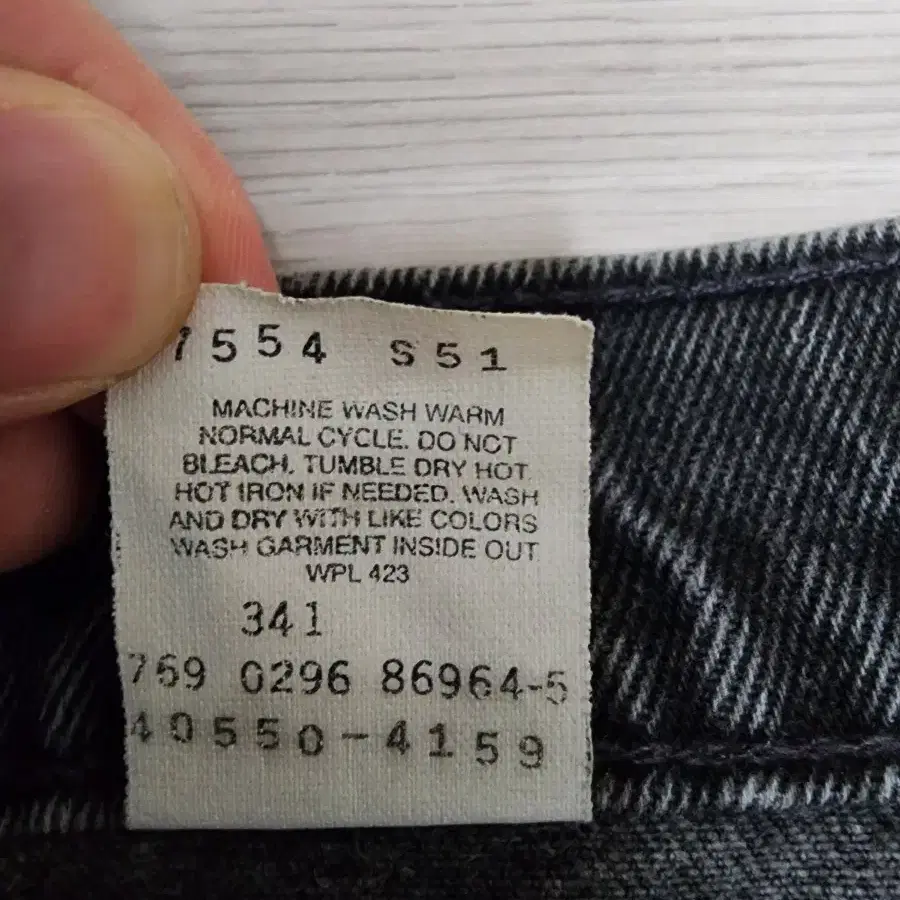 7554 S51
MACHINE WASH WARM
NORMAL CYCLE. DO NOT
BLEACH. TUMBLE DRY HOT
HOT IRON IF NEEDED. WASH
AND DRY WITH LIKE COLORS
WASH GARMENT INSIDE OUT
WPL 423
341
769 0296 86964-5
40550-4159